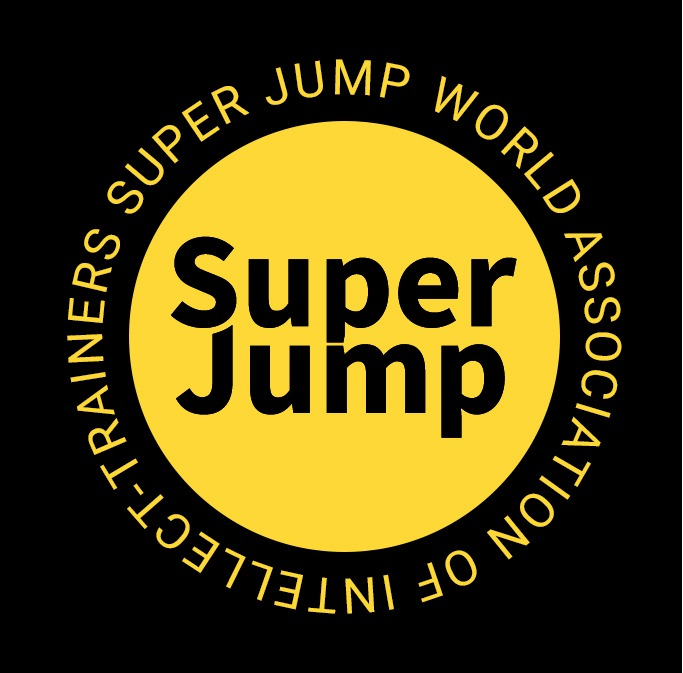 SUPER JUMP WORLD ASSOCIATION OF INTELLECT-TRAINERS
Super
Jump